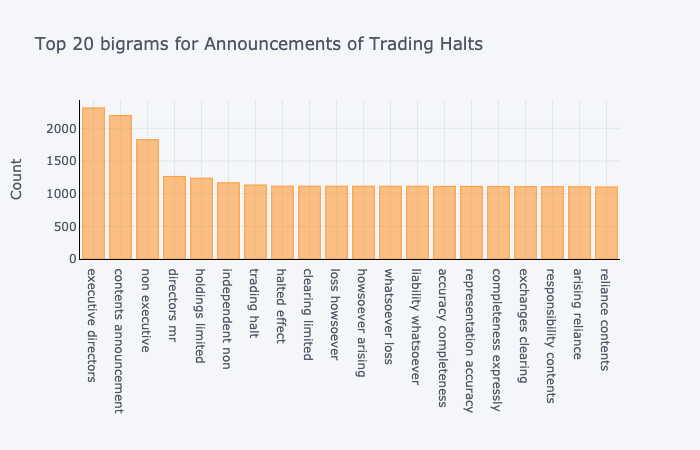 Top 20 bigrams for Announcements of Trading Halts
Count
2000
1500
1000
500
0
executive directors
contents announcement
non executive
directors mr
holdings limited
independent non
trading halt
halted effect
clearing limited
loss howsoever
howsoever arising
whatsoever loss
liability whatsoever
accuracy completeness
representation accuracy
completeness expressly
exchanges clearing
responsibility contents
arising reliance
reliance contents